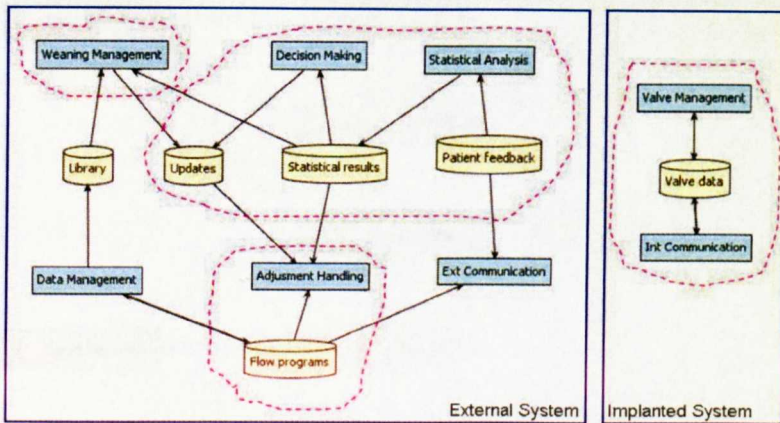 Weaning Management
Decision Making
Statistical Analysis
Library
Updates
Statistical results
Patient feedback
Data Management
Adjusment Handling
Ext Communication
Flow programs
External System
Valve Management
Valve data
Int Communication
Implanted System